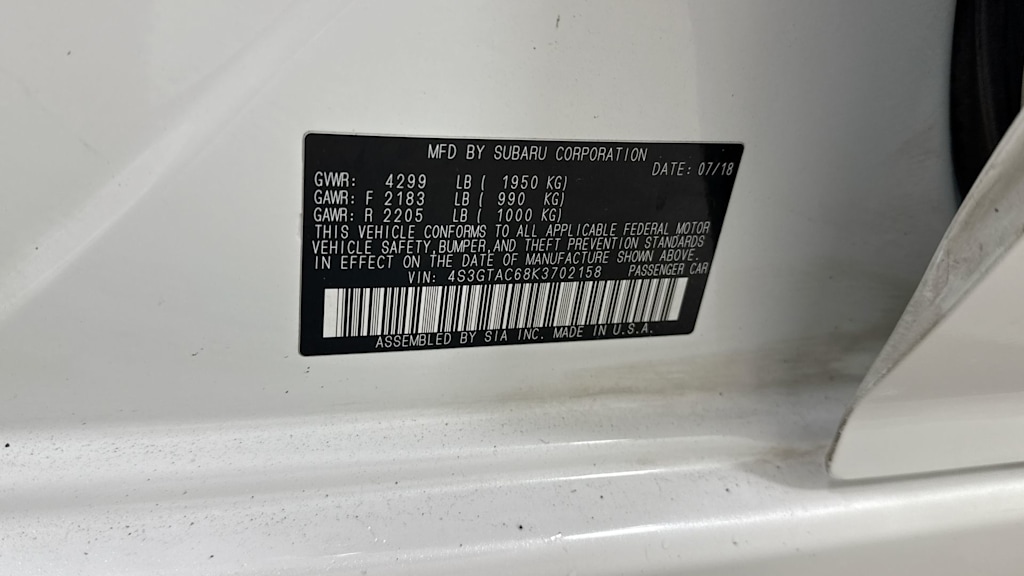 MFD BY SUBARU CORPORATION
DATE: 07/18
GVWR: 4299 LB ( 1950 KG)
GAWR: F 2183 LB ( 990 KG)
GAWR: R 2205 LB ( 1000 KG)
THIS VEHICLE CONFORMS TO ALL APPLICABLE FEDERAL MOTOR
VEHICLE SAFETY,BUMPER,AND THEFT PREVENTION STANDARDS
IN EFFECT ON THE DATE OF MANUFACTURE SHOWN ABOVE.
VIN: 4S3GTAC68K3702158 PASSENGER CAR
ASSEMBLED BY SIA INC. MADE IN U.S.A.